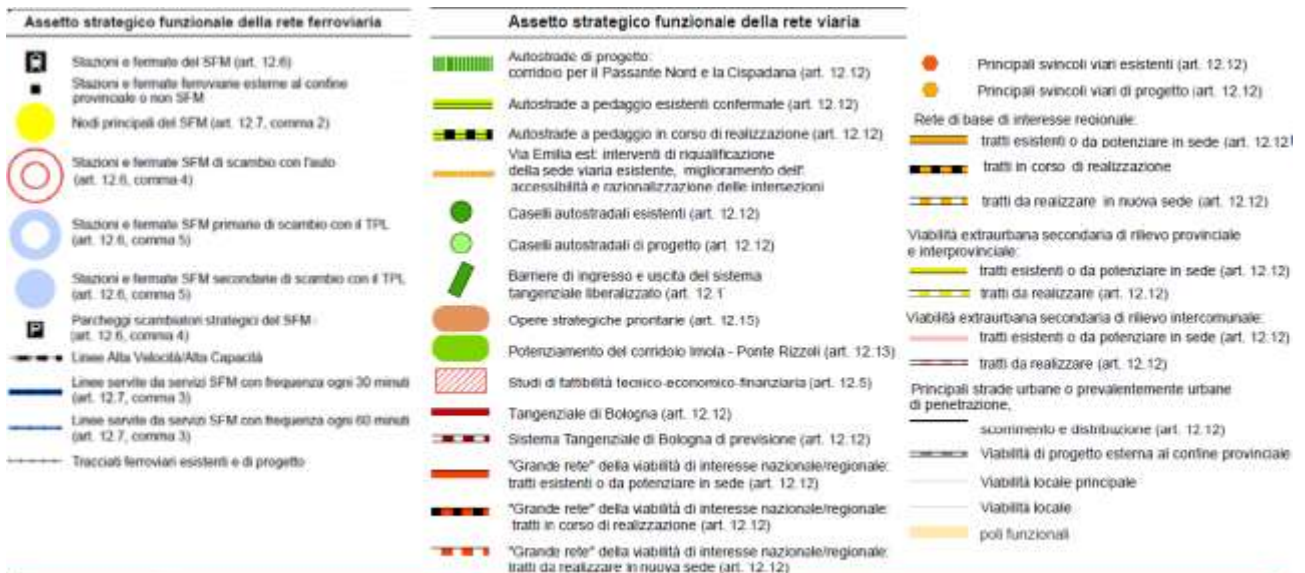 Assetto strategico funzionale della rete ferroviaria
Stazioni e fermate del SFM (art. 12.6)
Stazioni e fermate ferroviarie esterne al confine
provinciale o non SFM
Nodi principali del SFM (art. 12.7, comma 2)
Stazioni e fermate SFM di scambio con l'auto
(art. 12.6, comma 4)
Stazioni e fermate SFM primarie di scambio con il TPL
(art. 12.6, comma 5)
Stazioni e fermate SFM secondarie di scambio con il TPL
(art. 12.6, comma 5)
P
Parcheggi scambiatori strategici del SFM
(art. 12.6, comma 4)
Linee Alta Velocità/Alta Capacità
Linee servite da servizi SFM con frequenza ogni 30 minuti
(art. 12.7, comma 3)
Linee servite da servizi SFM con frequenza ogni 60 minuti
(art. 12.7, comma 3)
Tracciati ferroviari esistenti e di progetto
Assetto strategico funzionale della rete viaria
Autostrade di progetto:
corridoio per il Passante Nord e la Cispadana (art. 12.12)
Autostrade a pedaggio esistenti confermate (art. 12.12)
Autostrade a pedaggio in corso di realizzazione (art. 12.12)
Via Emilia est: interventi di riqualificazione
della sede viaria esistente, miglioramento dell'
accessibilità e razionalizzazione delle intersezioni
Caselli autostradali esistenti (art. 12.12)
Caselli autostradali di progetto (art. 12.12)
Barriere di ingresso e uscita del sistema
tangenziale liberalizzato (art. 12.1
Opere strategiche prioritarie (art. 12.15)
Potenziamento del corridoio Imola - Ponte Rizzoli (art. 12.13)
Studi di fattibilità tecnico-economico-finanziaria (art. 12.5)
Tangenziale di Bologna (art. 12.12)
Sistema Tangenziale di Bologna di previsione (art. 12.12)
"Grande rete" della viabilità di interesse nazionale/regionale:
tratti esistenti o da potenziare in sede (art. 12.12)
"Grande rete" della viabilità di interesse nazionale/regionale:
tratti in corso di realizzazione (art. 12.12)
"Grande rete" della viabilità di interesse nazionale/regionale:
tratti da realizzare in nuova sede (art. 12.12)
Principali svincoli viari esistenti (art. 12.12)
Principali svincoli viari di progetto (art. 12.12)
Rete di base di interesse regionale:
tratti esistenti o da potenziare in sede (art. 12.12
tratti in corso di realizzazione
tratti da realizzare in nuova sede (art. 12.12)
Viabilità extraurbana secondaria di rilievo provinciale
e interprovinciale:
tratti esistenti o da potenziare in sede (art. 12.12)
tratti da realizzare (art. 12.12)
Viabilità extraurbana secondaria di rilievo intercomunale:
tratti esistenti o da potenziare in sede (art. 12.12)
tratti da realizzare (art. 12.12)
Principali strade urbane o prevalentemente urbane
di penetrazione,
scorrimento e distribuzione (art. 12.12)
Viabilità di progetto esterna al confine provinciale
Viabilità locale principale
Viabilità locale
poli funzionali